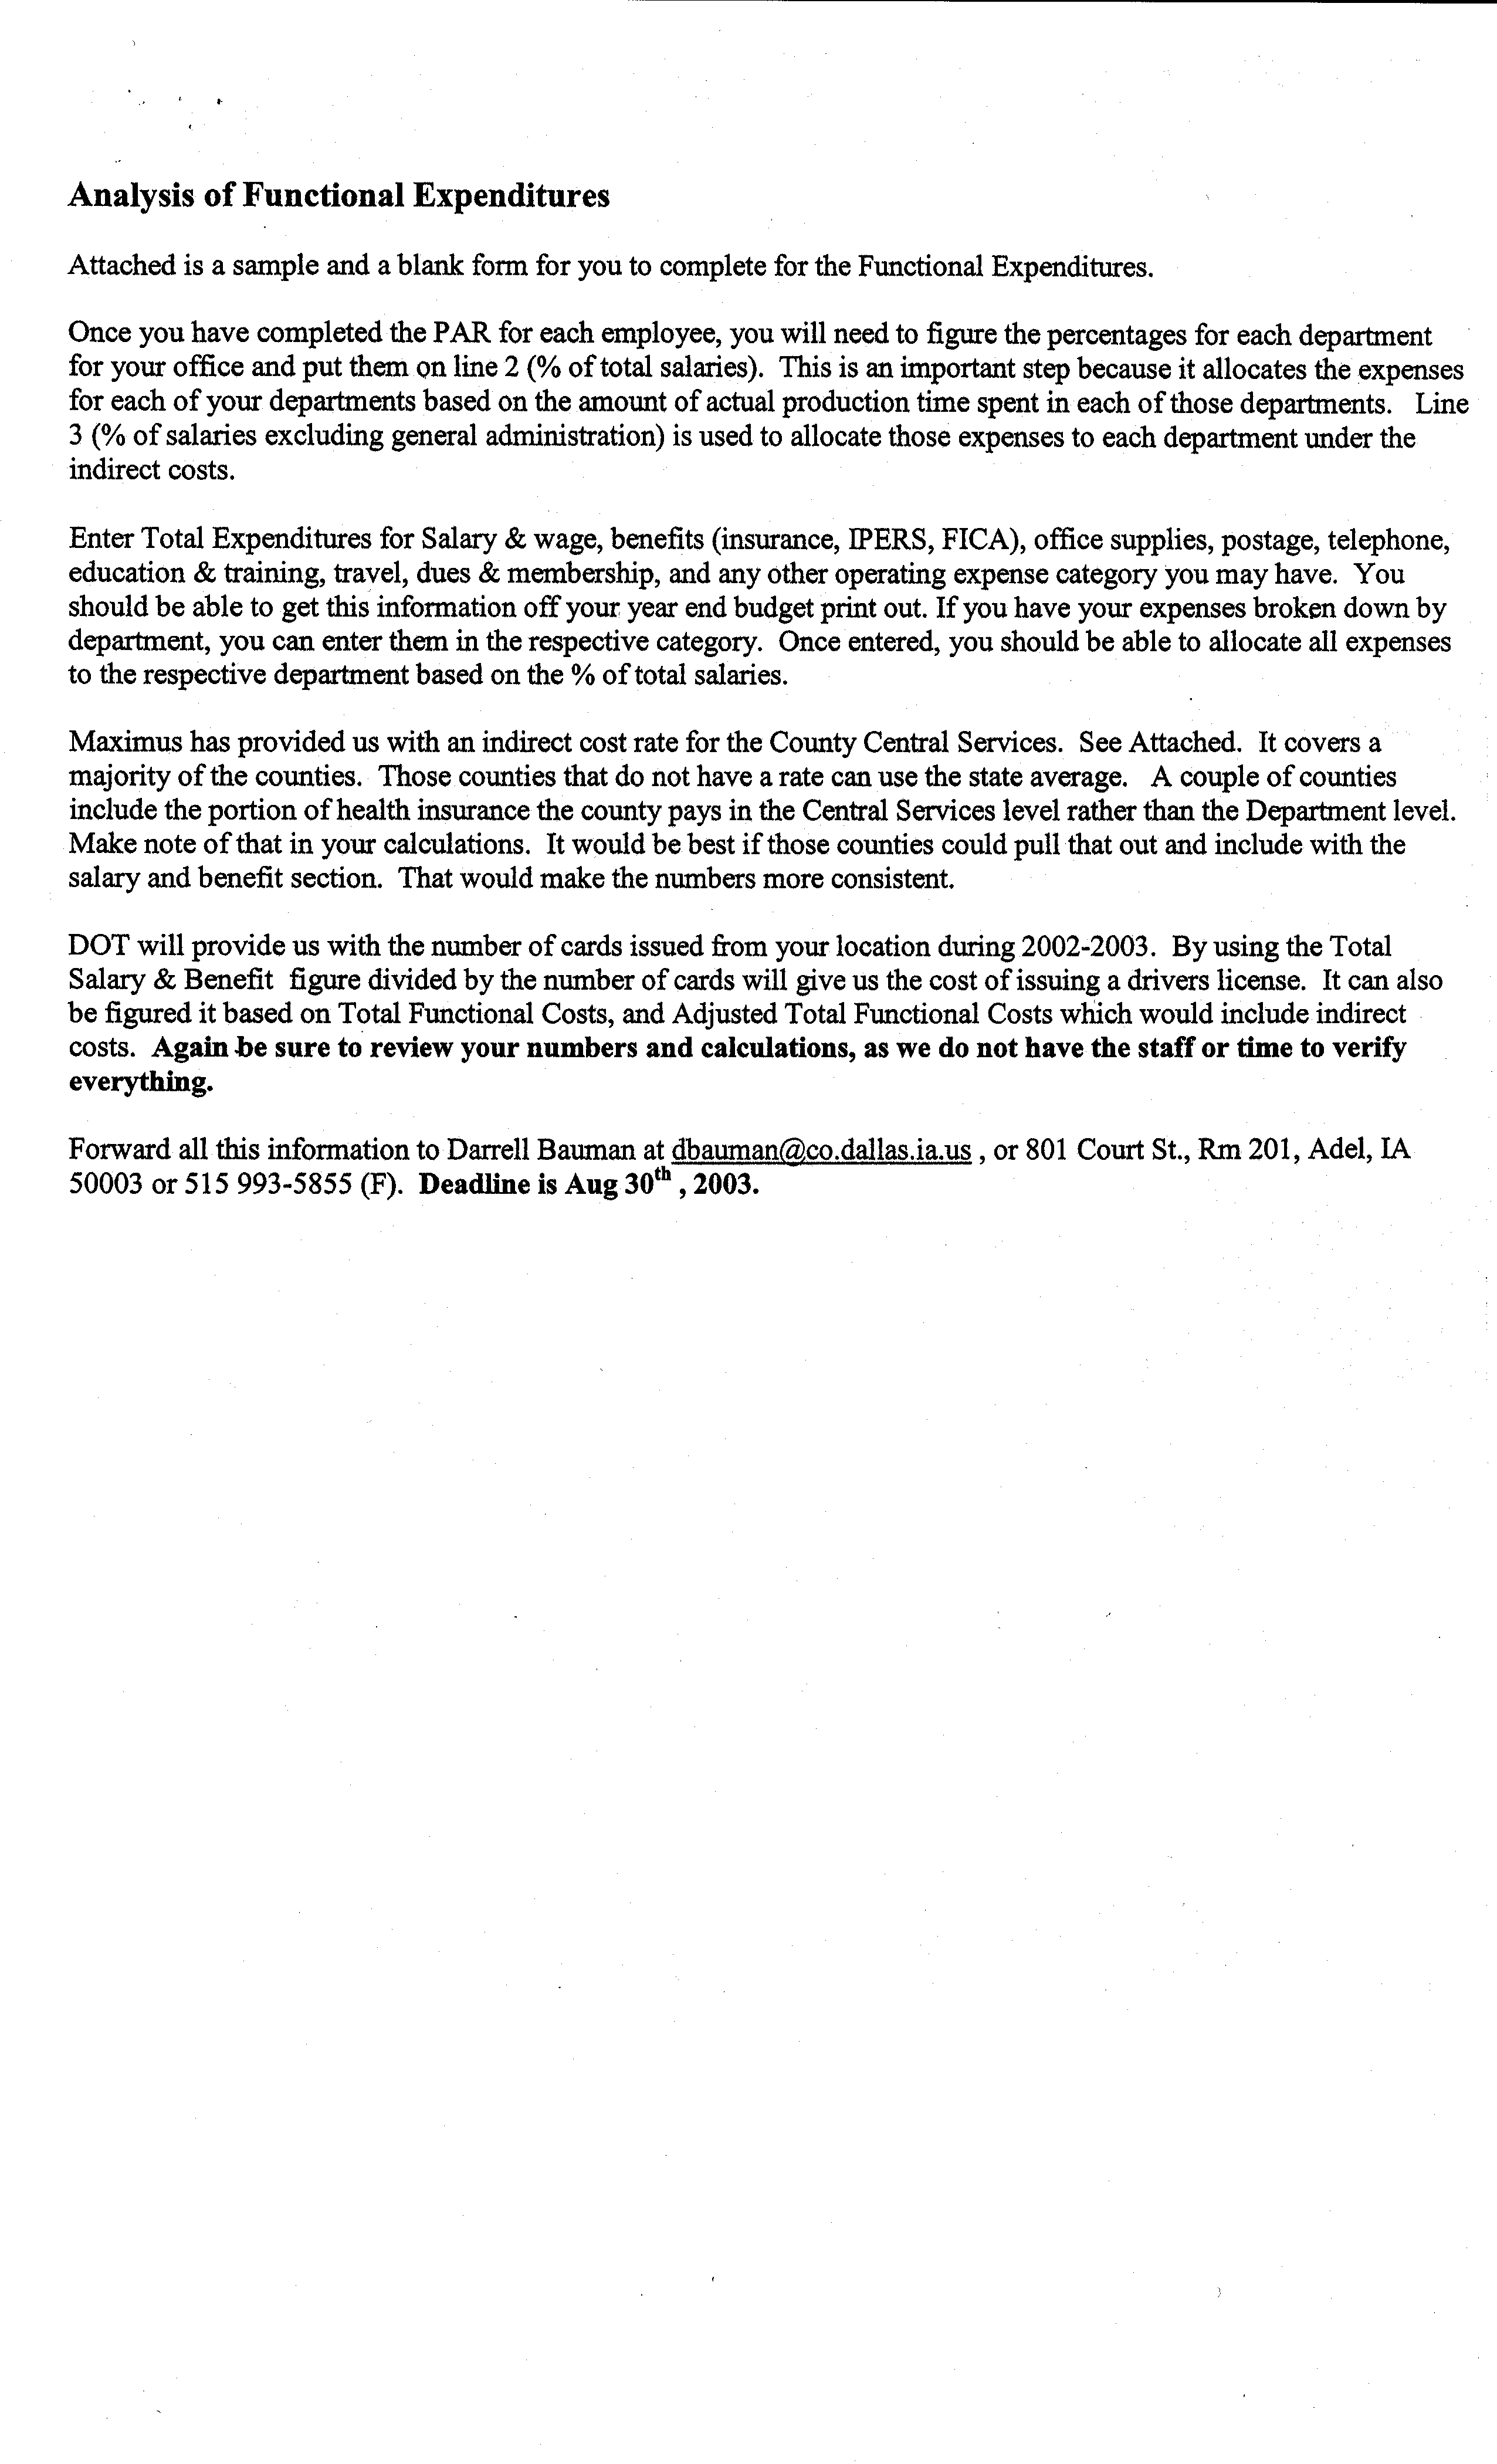 Analysis of Functional Expenditures
Attached is a sample and a blank form for you to complete for the Functional Expenditures.
Once you have completed the PAR for each employee, you will need to figure the percentages for each department
for your office and put them on line 2 (% of total salaries).  This is an important step because it allocates the expenses
for each of your departments based on the amount of actual production time spent in each of those departments.   Line
3 (% of salaries excluding general administration) is used to allocate those expenses to each department under the
indirect costs.
Enter Total Expenditures for Salary & wage, benefits (insurance, IPERS, FICA), office supplies, postage, telephone,
education & training, travel, dues & membership, and any other operating expense category you may have.  You
should be able to get this information off your year end budget print out. If you have your expenses broken down by
department, you can enter them in the respective category.  Once entered, you should be able to allocate all expenses
to the respective department based on the % of total salaries.
Maximus has provided us with an indirect cost rate for the County Central Services.  See Attached.  It covers a
majority of the counties.  Those counties that do not have a rate can use the state average.   A couple of counties
include the portion of health insurance the county pays in the Central Services level rather than the Department level.
Make note of that in your calculations.  It would be best if those counties could pull that out and include with the
salary and benefit section.  That would make the numbers more consistent.
DOT will provide us with the number of cards issued from your location during 2002-2003.  By using the Total
Salary & Benefit  figure divided by the number of cards will give us the cost of issuing a drivers license.  It can also
be figured it based on Total Functional Costs, and Adjusted Total Functional Costs which would include indirect
costs.  Again be sure to review your numbers and calculations, as we do not have the staff or time to verify
everything.
Forward all this information to Darrell Bauman at dbauman@co.dallas.ia.us , or 801 Court St., Rm 201, Adel, IA
50003 or 515 993-5855 (F).  Deadline is Aug 30th , 2003.